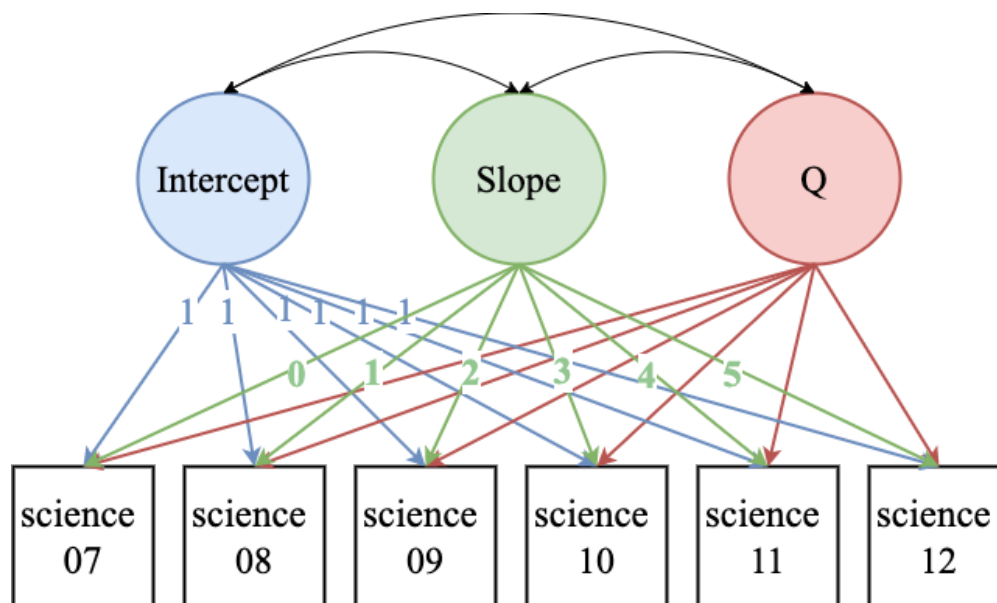 Intercept Slope Q
1 1 1 1 1 1
0 1 2 3 4 5
science science science science science science
07 08 09 10 11 12